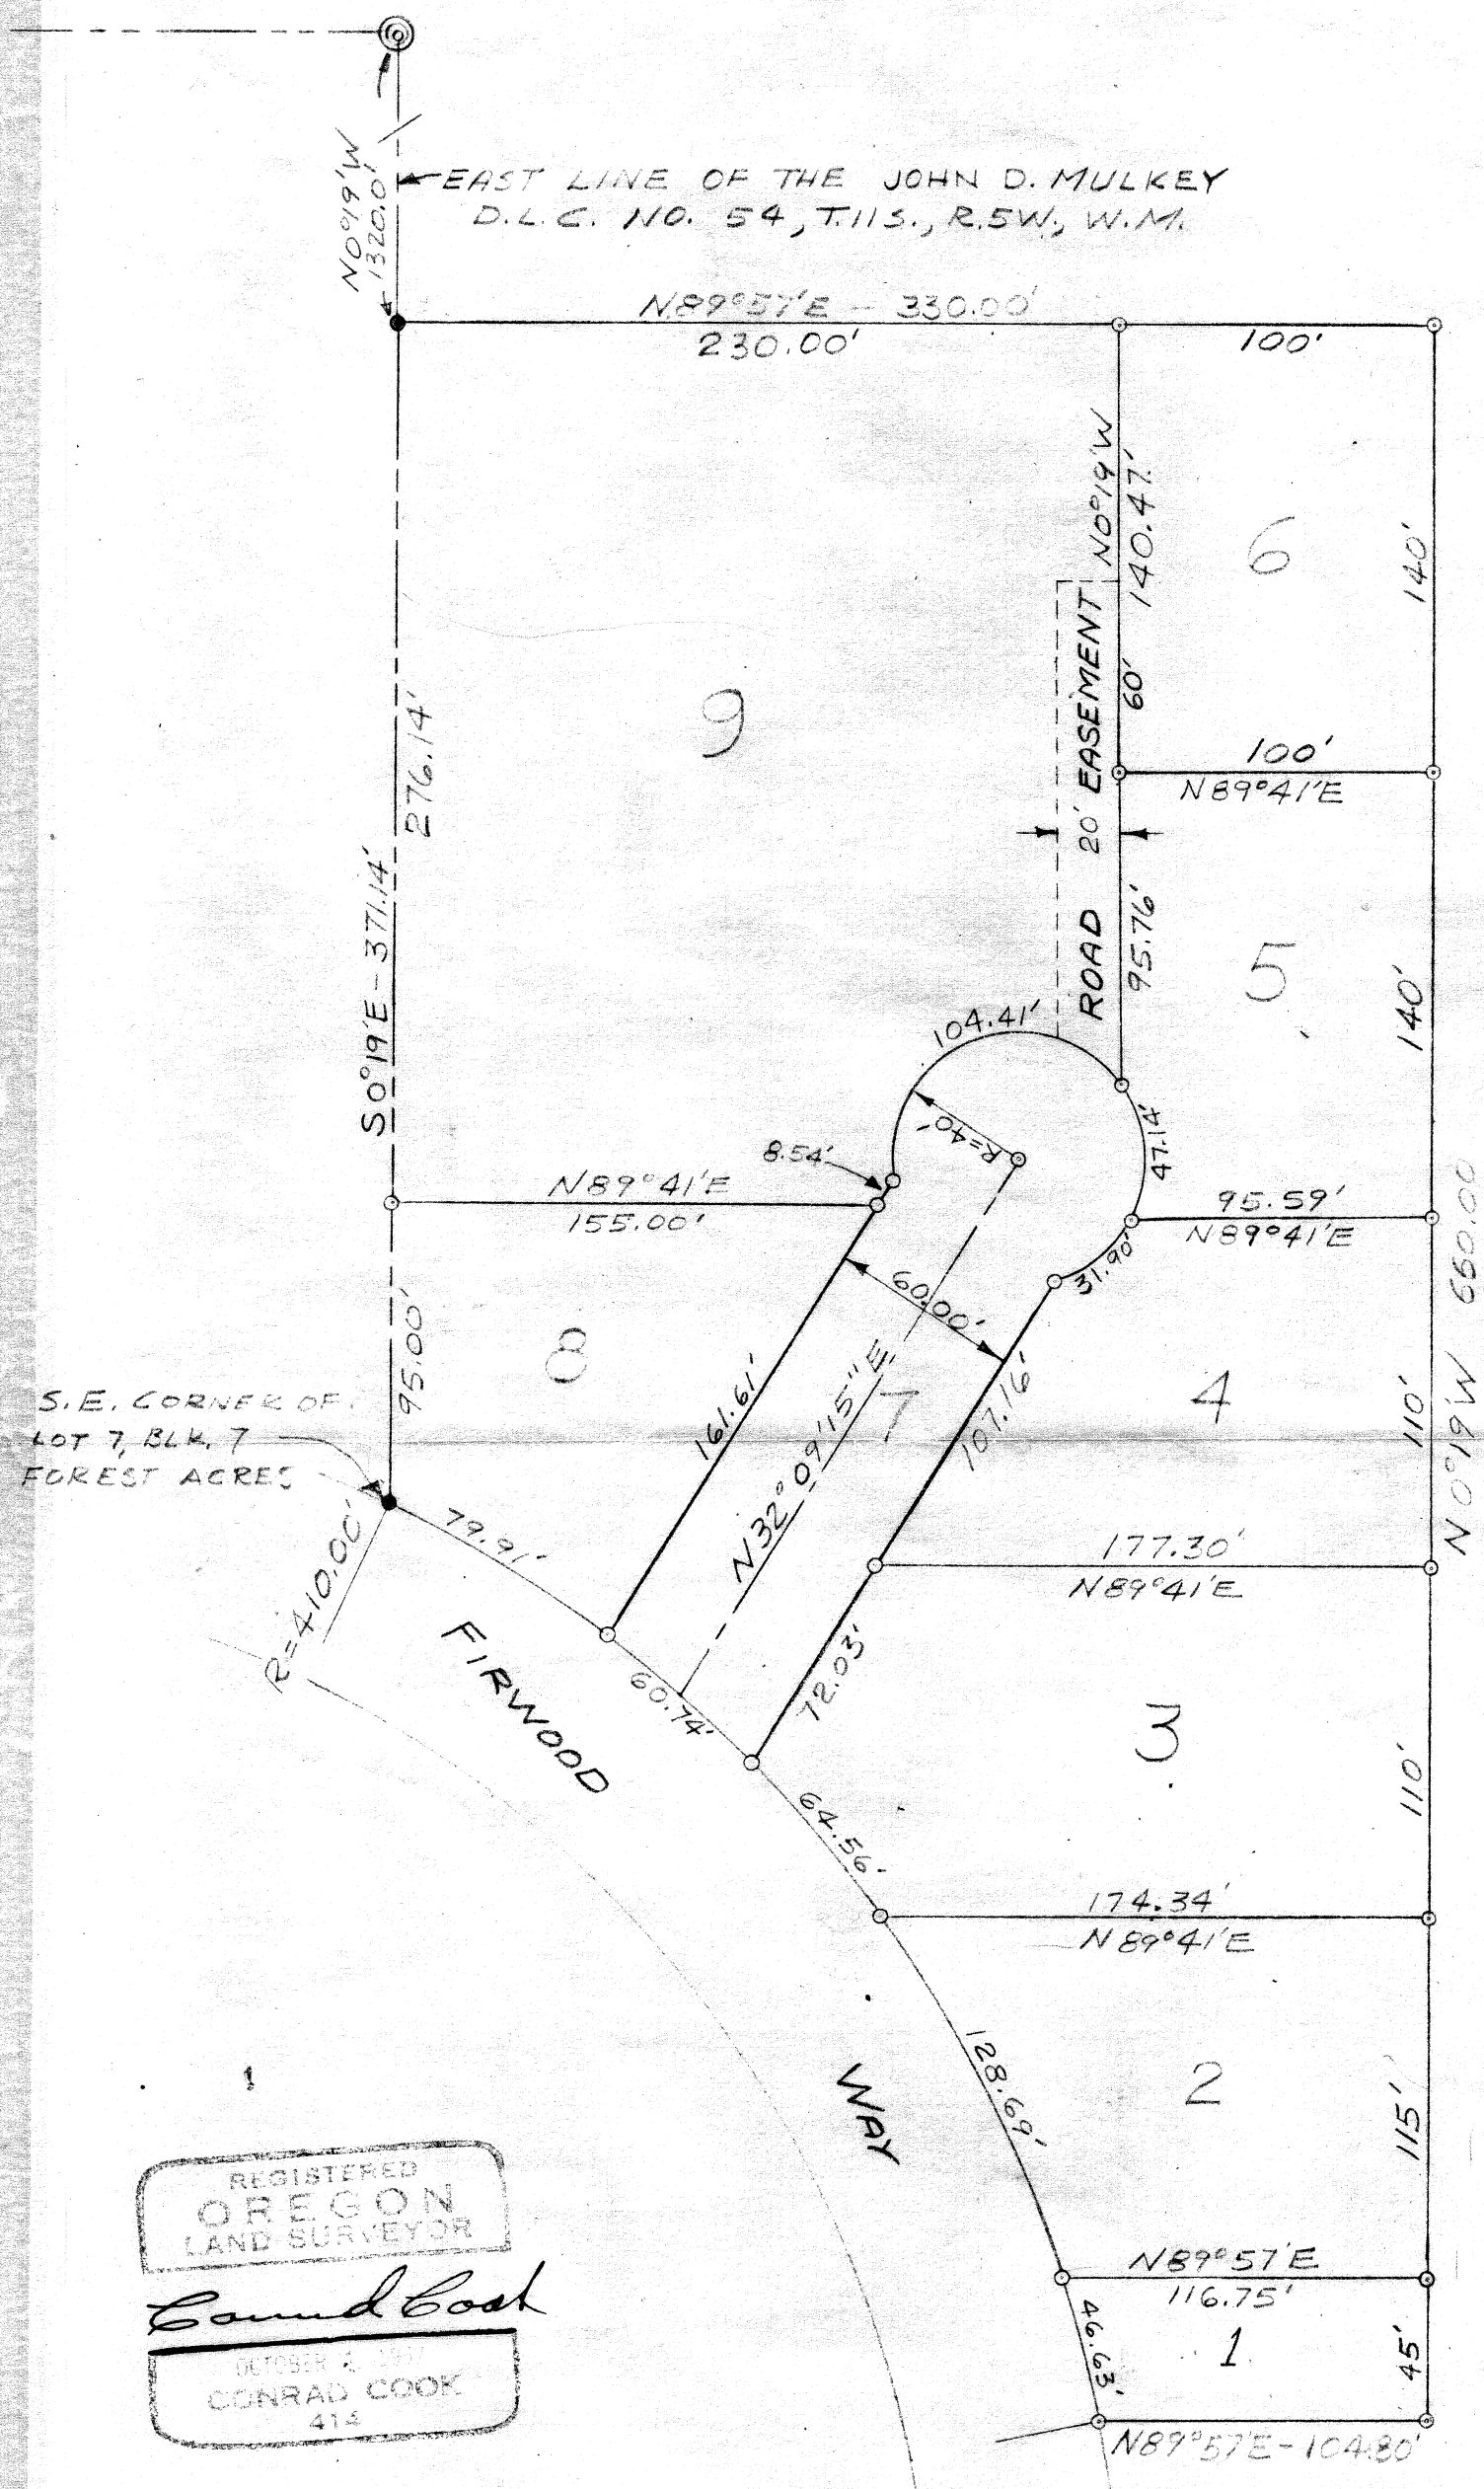 N0°19'W
1320.0'
EAST LINE OF THE JOHN D. MULKEY
D.L.C. NO. 54, T.11S., R.5W., W.M.
N89°57'E - 330.00'
230.00'
100'
N0°19'W
140.47'
6
140'
9
60'
ROAD 20' EASEMENT
100'
N89°41'E
276.14'
S0°19'E - 371.14'
95.76'
5
140'
104.41'
R=40'
47.14'
8.54'
N89°41'E
155.00'
95.59'
N89°41'E
31.90'
60.00'
N0°19'W 660.00
95.00'
8
161.61'
N32°09'15"E
7
107.16'
4
110'
S.E. CORNER OF
LOT 7, BLK. 7
FOREST ACRES
79.91'
R=410.00'
177.30'
N89°41'E
FIRWOOD
60.74'
72.03'
3
110'
64.56'
174.34'
N89°41'E
WAY
128.69'
2
115'
1
REGISTERED
OREGON
LAND SURVEYOR
Conrad Cook
OCTOBER
CONRAD COOK
414
N89°57'E
116.75'
46.63'
1
45'
N89°57'E - 104.80'